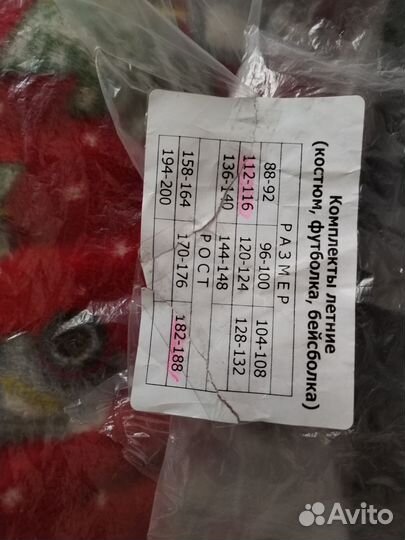 Комплекты летние
(костюм, футболка, бейсболка)
РАЗМЕР
88-92 96-100 104-108
112-116 120-124 128-132
136-140 144-148
РОСТ
158-164 170-176 182-188
194-200
Avito